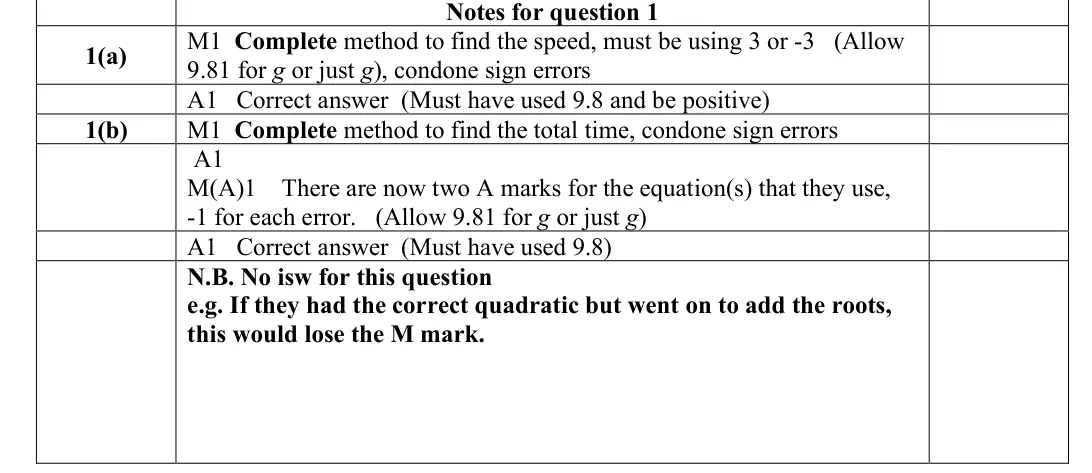 Notes for question 1
1(a)
M1 Complete method to find the speed, must be using 3 or -3 (Allow
9.81 for g or just g), condone sign errors
A1 Correct answer (Must have used 9.8 and be positive)
1(b)
M1 Complete method to find the total time, condone sign errors
A1
M(A)1 There are now two A marks for the equation(s) that they use,
-1 for each error. (Allow 9.81 for g or just g)
A1 Correct answer (Must have used 9.8)
N.B. No isw for this question
e.g. If they had the correct quadratic but went on to add the roots,
this would lose the M mark.